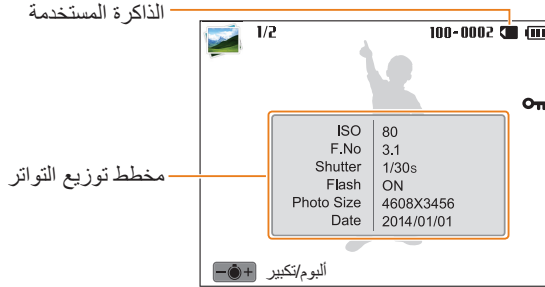 الذاكرة المستخدمة
1/2 100-0002
ISO 80
F.No 3.1
Shutter 1/30s
Flash ON
Photo Size 4608X3456
Date 2014/01/01
مخطط توزيع التواتر
ألبوم/تكبير